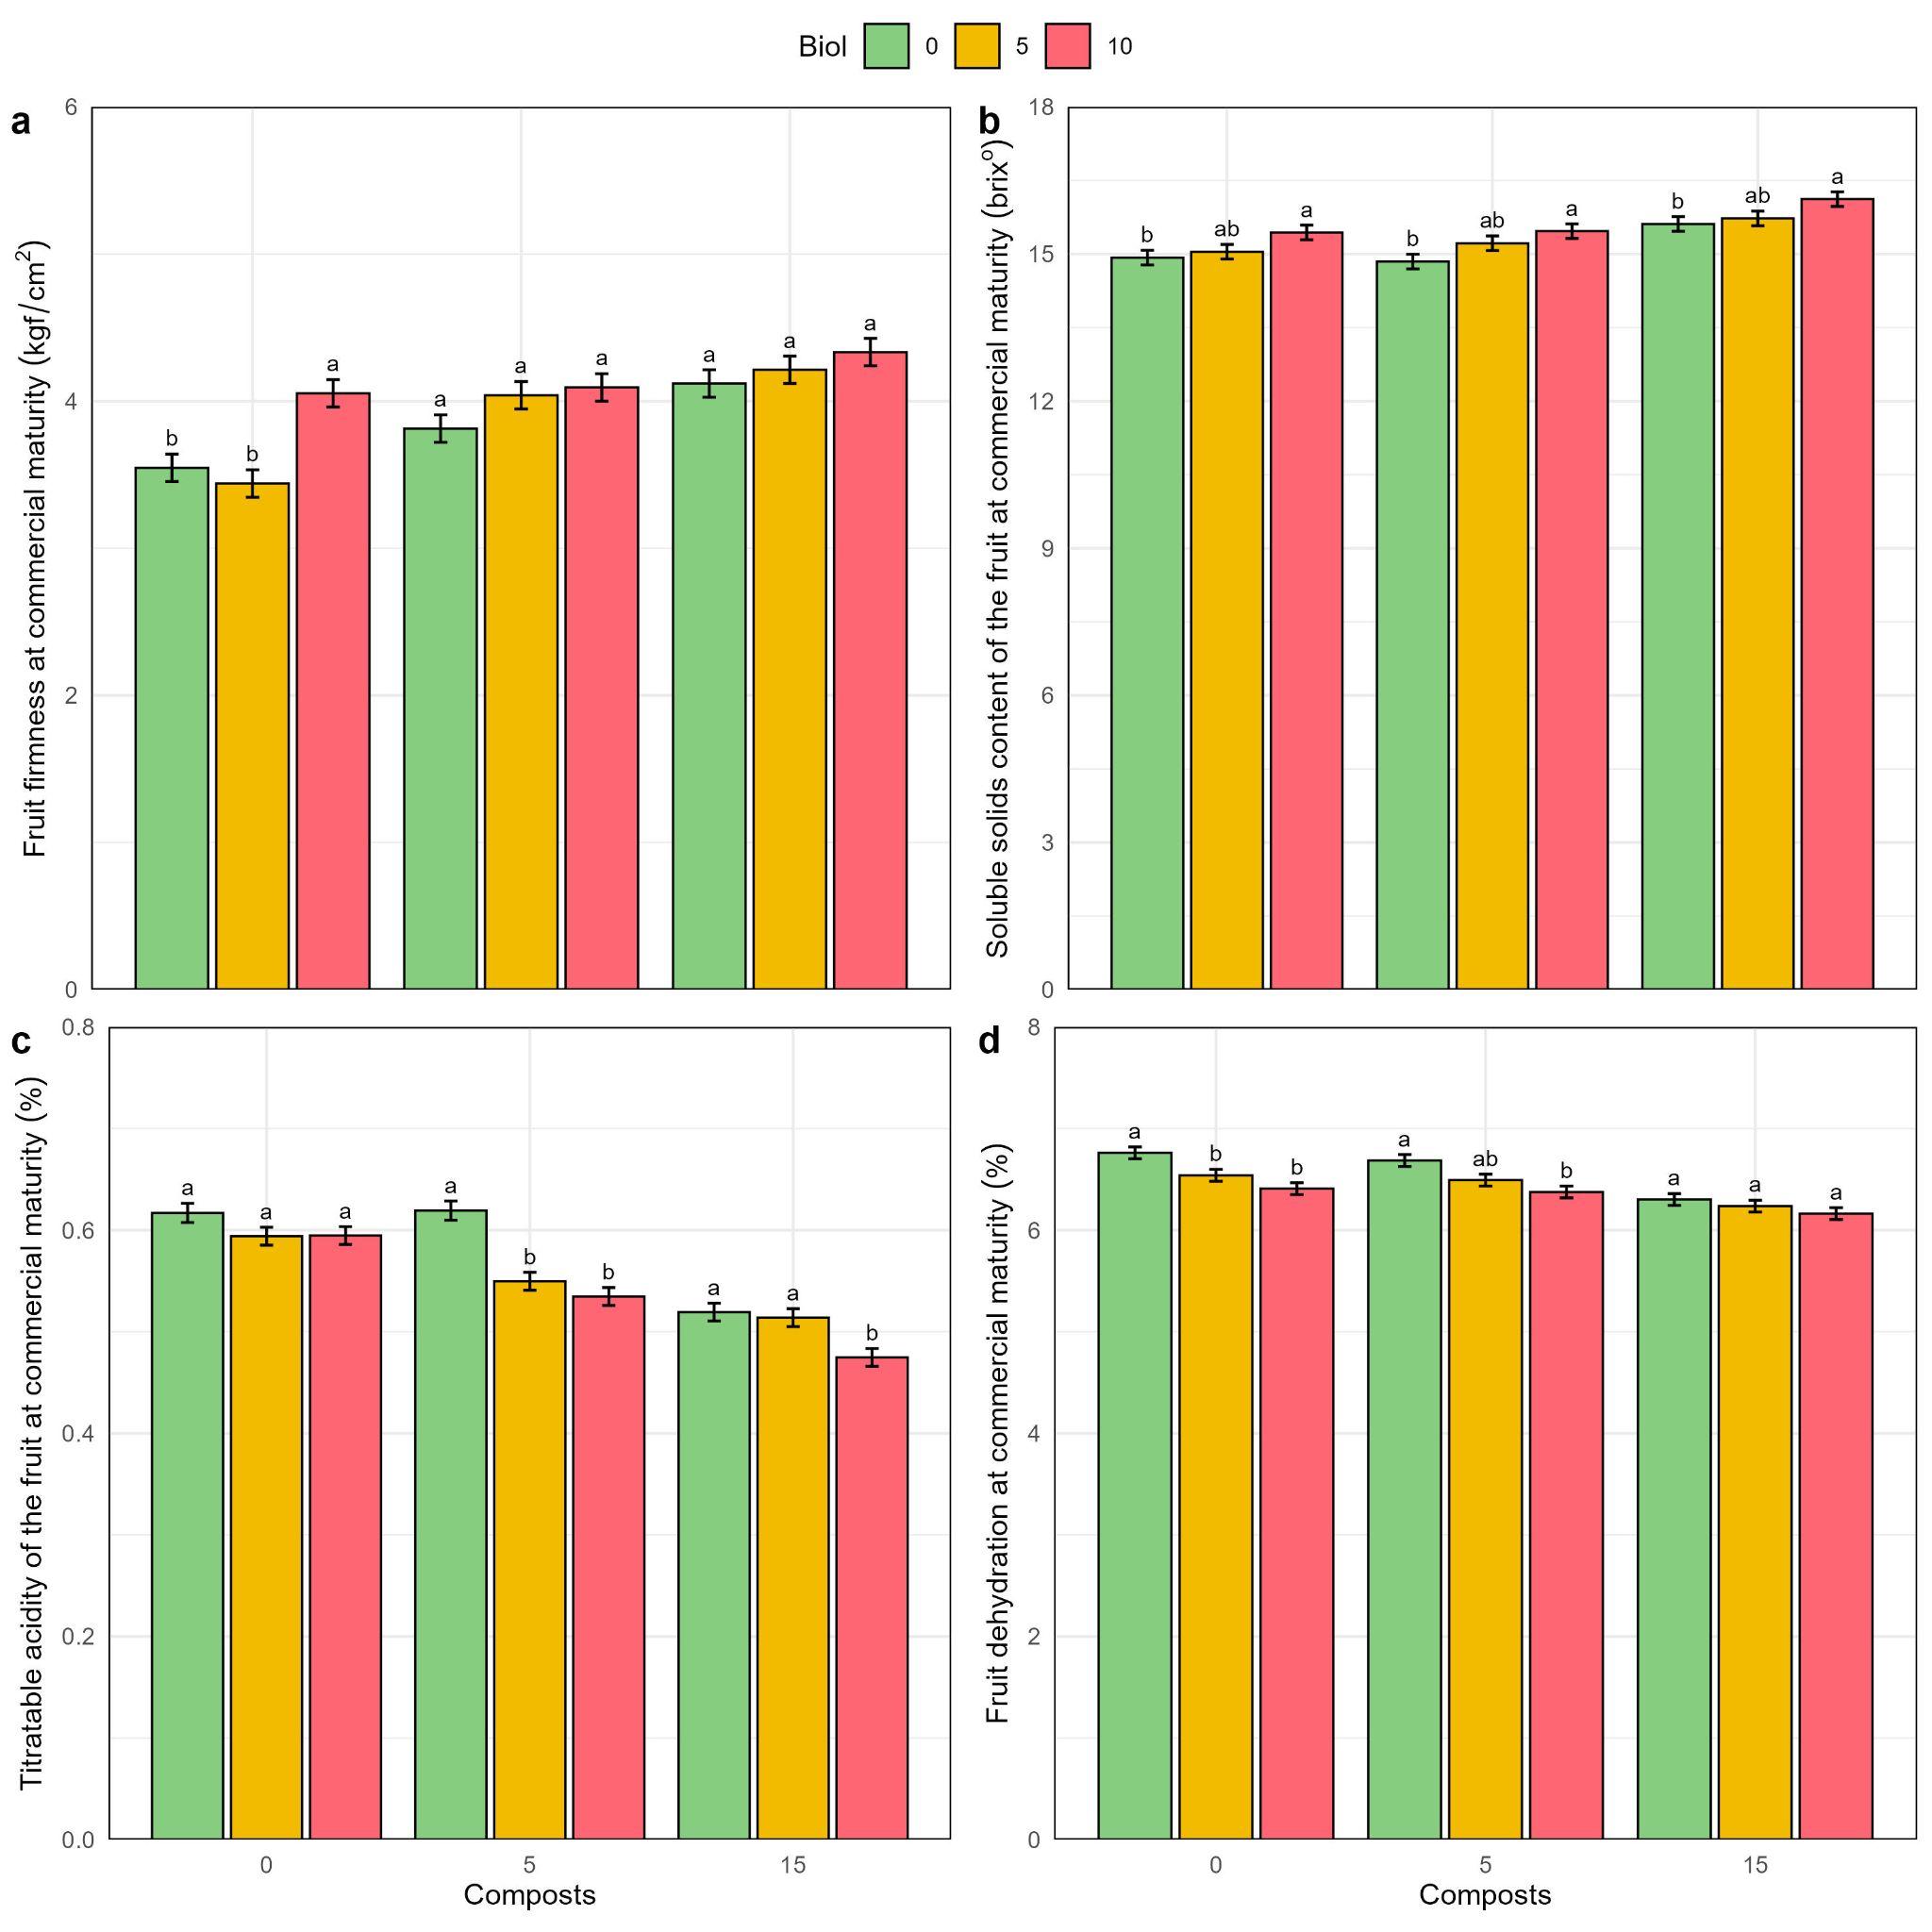 Biol 0 5 10
a
Fruit firmness at commercial maturity (kgf/cm²)
6
4
2
0
b b a a a a a a a
b
Soluble solids content of the fruit at commercial maturity (brixº)
18
15
12
9
6
3
0
b ab a b ab a b ab a
c
Titratable acidity of the fruit at commercial maturity (%)
0.8
0.6
0.4
0.2
0.0
a a a a b b a a b
0 5 15
Composts
d
Fruit dehydration at commercial maturity (%)
8
6
4
2
0
a b b a ab b a a a
0 5 15
Composts